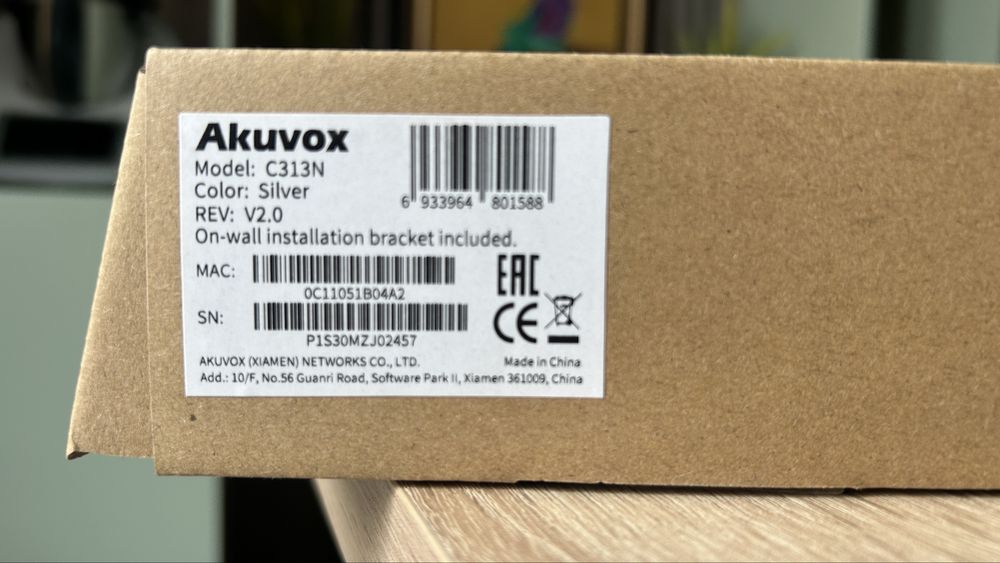 Akuvox
Model: C313N
Color: Silver
REV: V2.0
On-wall installation bracket included.
6 933964 801588
MAC:
0C11051B04A2
SN:
P1S30MZJ02457
EAC
CE
AKUVOX (XIAMEN) NETWORKS CO., LTD.
Made in China
Add.: 10/F, No.56 Guanri Road, Software Park II, Xiamen 361009, China